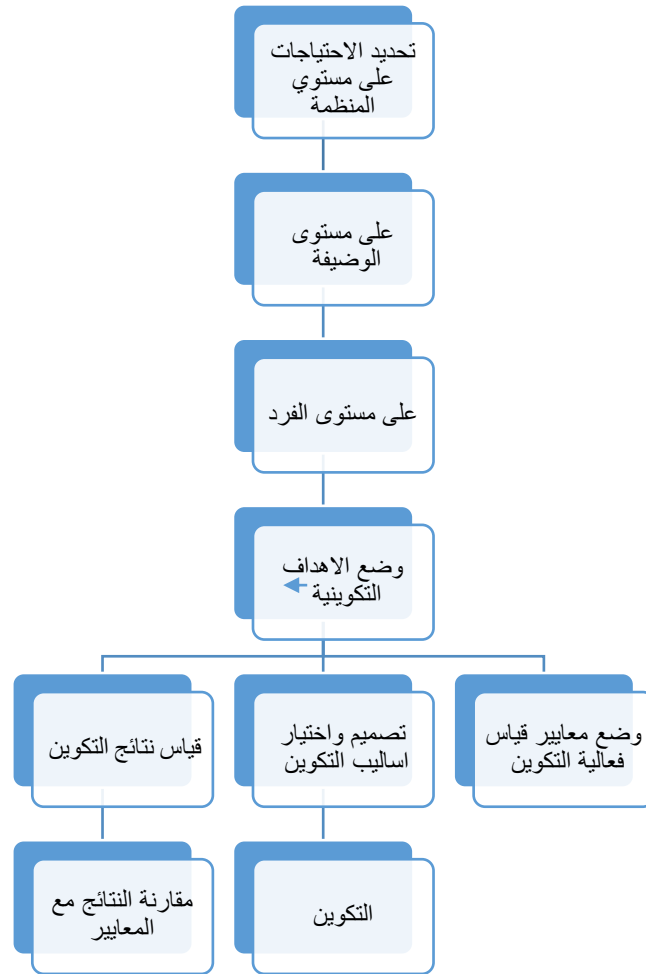 تحديد الاحتياجات
على مستوي
المنظمة
على مستوى
الوضيفة
على مستوى الفرد
وضع الاهداف
التكوينية
وضع معايير قياس
فعالية التكوين
تصميم واختيار
اساليب التكوين
قياس نتائج التكوين
التكوين
مقارنة النتائج مع
المعايير